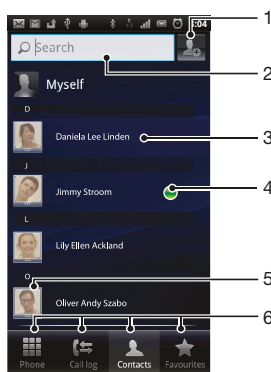 :04
1
Search
2
Myself
D
Daniela Lee Linden
3
J
Jimmy Stroom
4
L
Lily Ellen Ackland
O
5
Oliver Andy Szabo
6
Phone Call log Contacts Favourites